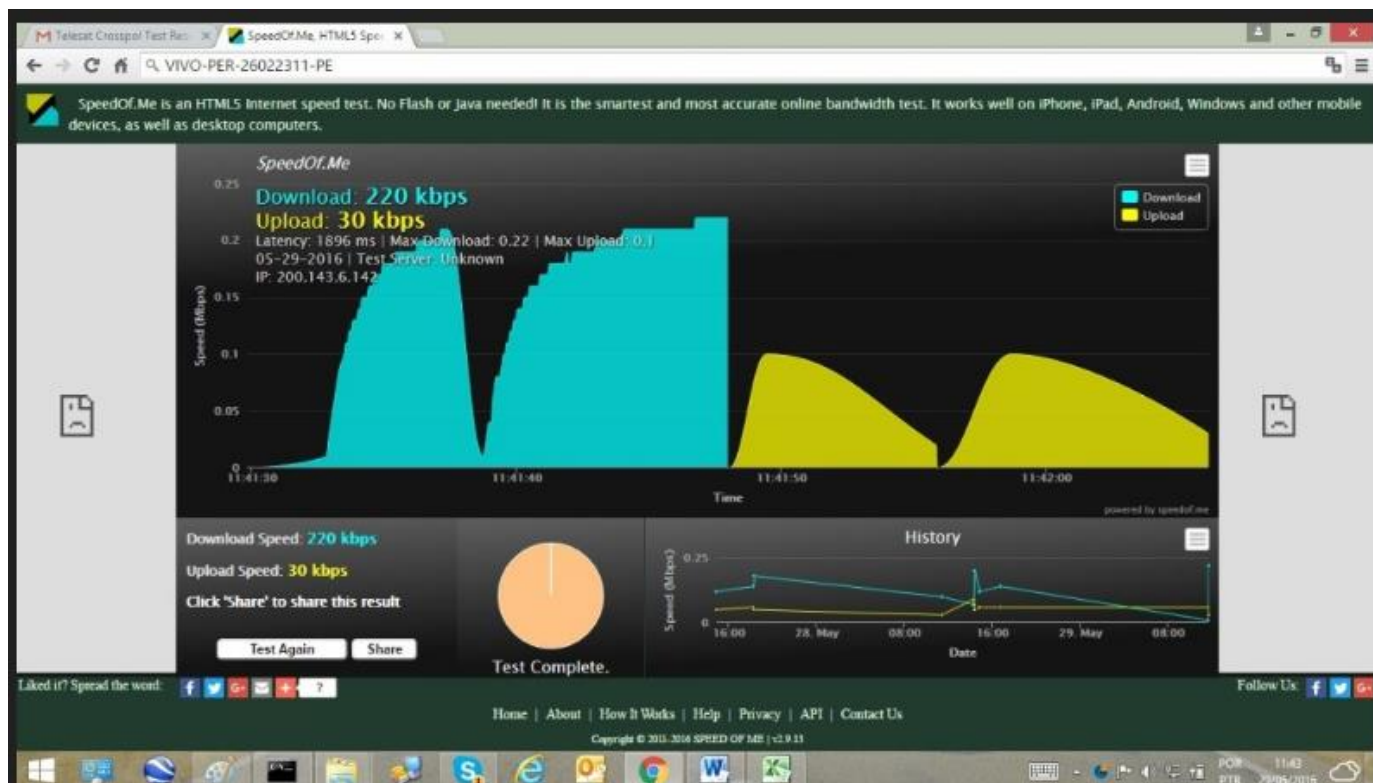 Telesat Crosspol Test Res
SpeedOf.Me, HTML5 Spe
VIVO-PER-26022311-PE
SpeedOf.Me is an HTML5 Internet speed test. No Flash or Java needed! It is the smartest and most accurate online bandwidth test. It works well on iPhone, iPad, Android, Windows and other mobile
devices, as well as desktop computers.
SpeedOf.Me
Download: 220 kbps
Upload: 30 kbps
Latency: 1896 ms | Max Download: 0.22 | Max Upload: 0.1
05-29-2016 | Test Server: Unknown
IP: 200.143.6.142
Download
Upload
0.25
0.2
0.15
0.1
0.05
0
Speed (Mbps)
11:41:30 11:41:40 11:41:50 11:42:00
Time
powered by speedof.me
Download Speed: 220 kbps
Upload Speed: 30 kbps
Click 'Share' to share this result
Test Again Share
Test Complete.
History
Speed (Mbps)
0.25
0
16:00 28. May 08:00 16:00 29. May 08:00
Date
Liked it? Spread the word: ?
Follow Us:
Home | About | How It Works | Help | Privacy | API | Contact Us
Copyright © 2011-2016 SPEED OF ME | v2.9.13
POR 11:43
PTB 29/05/2016